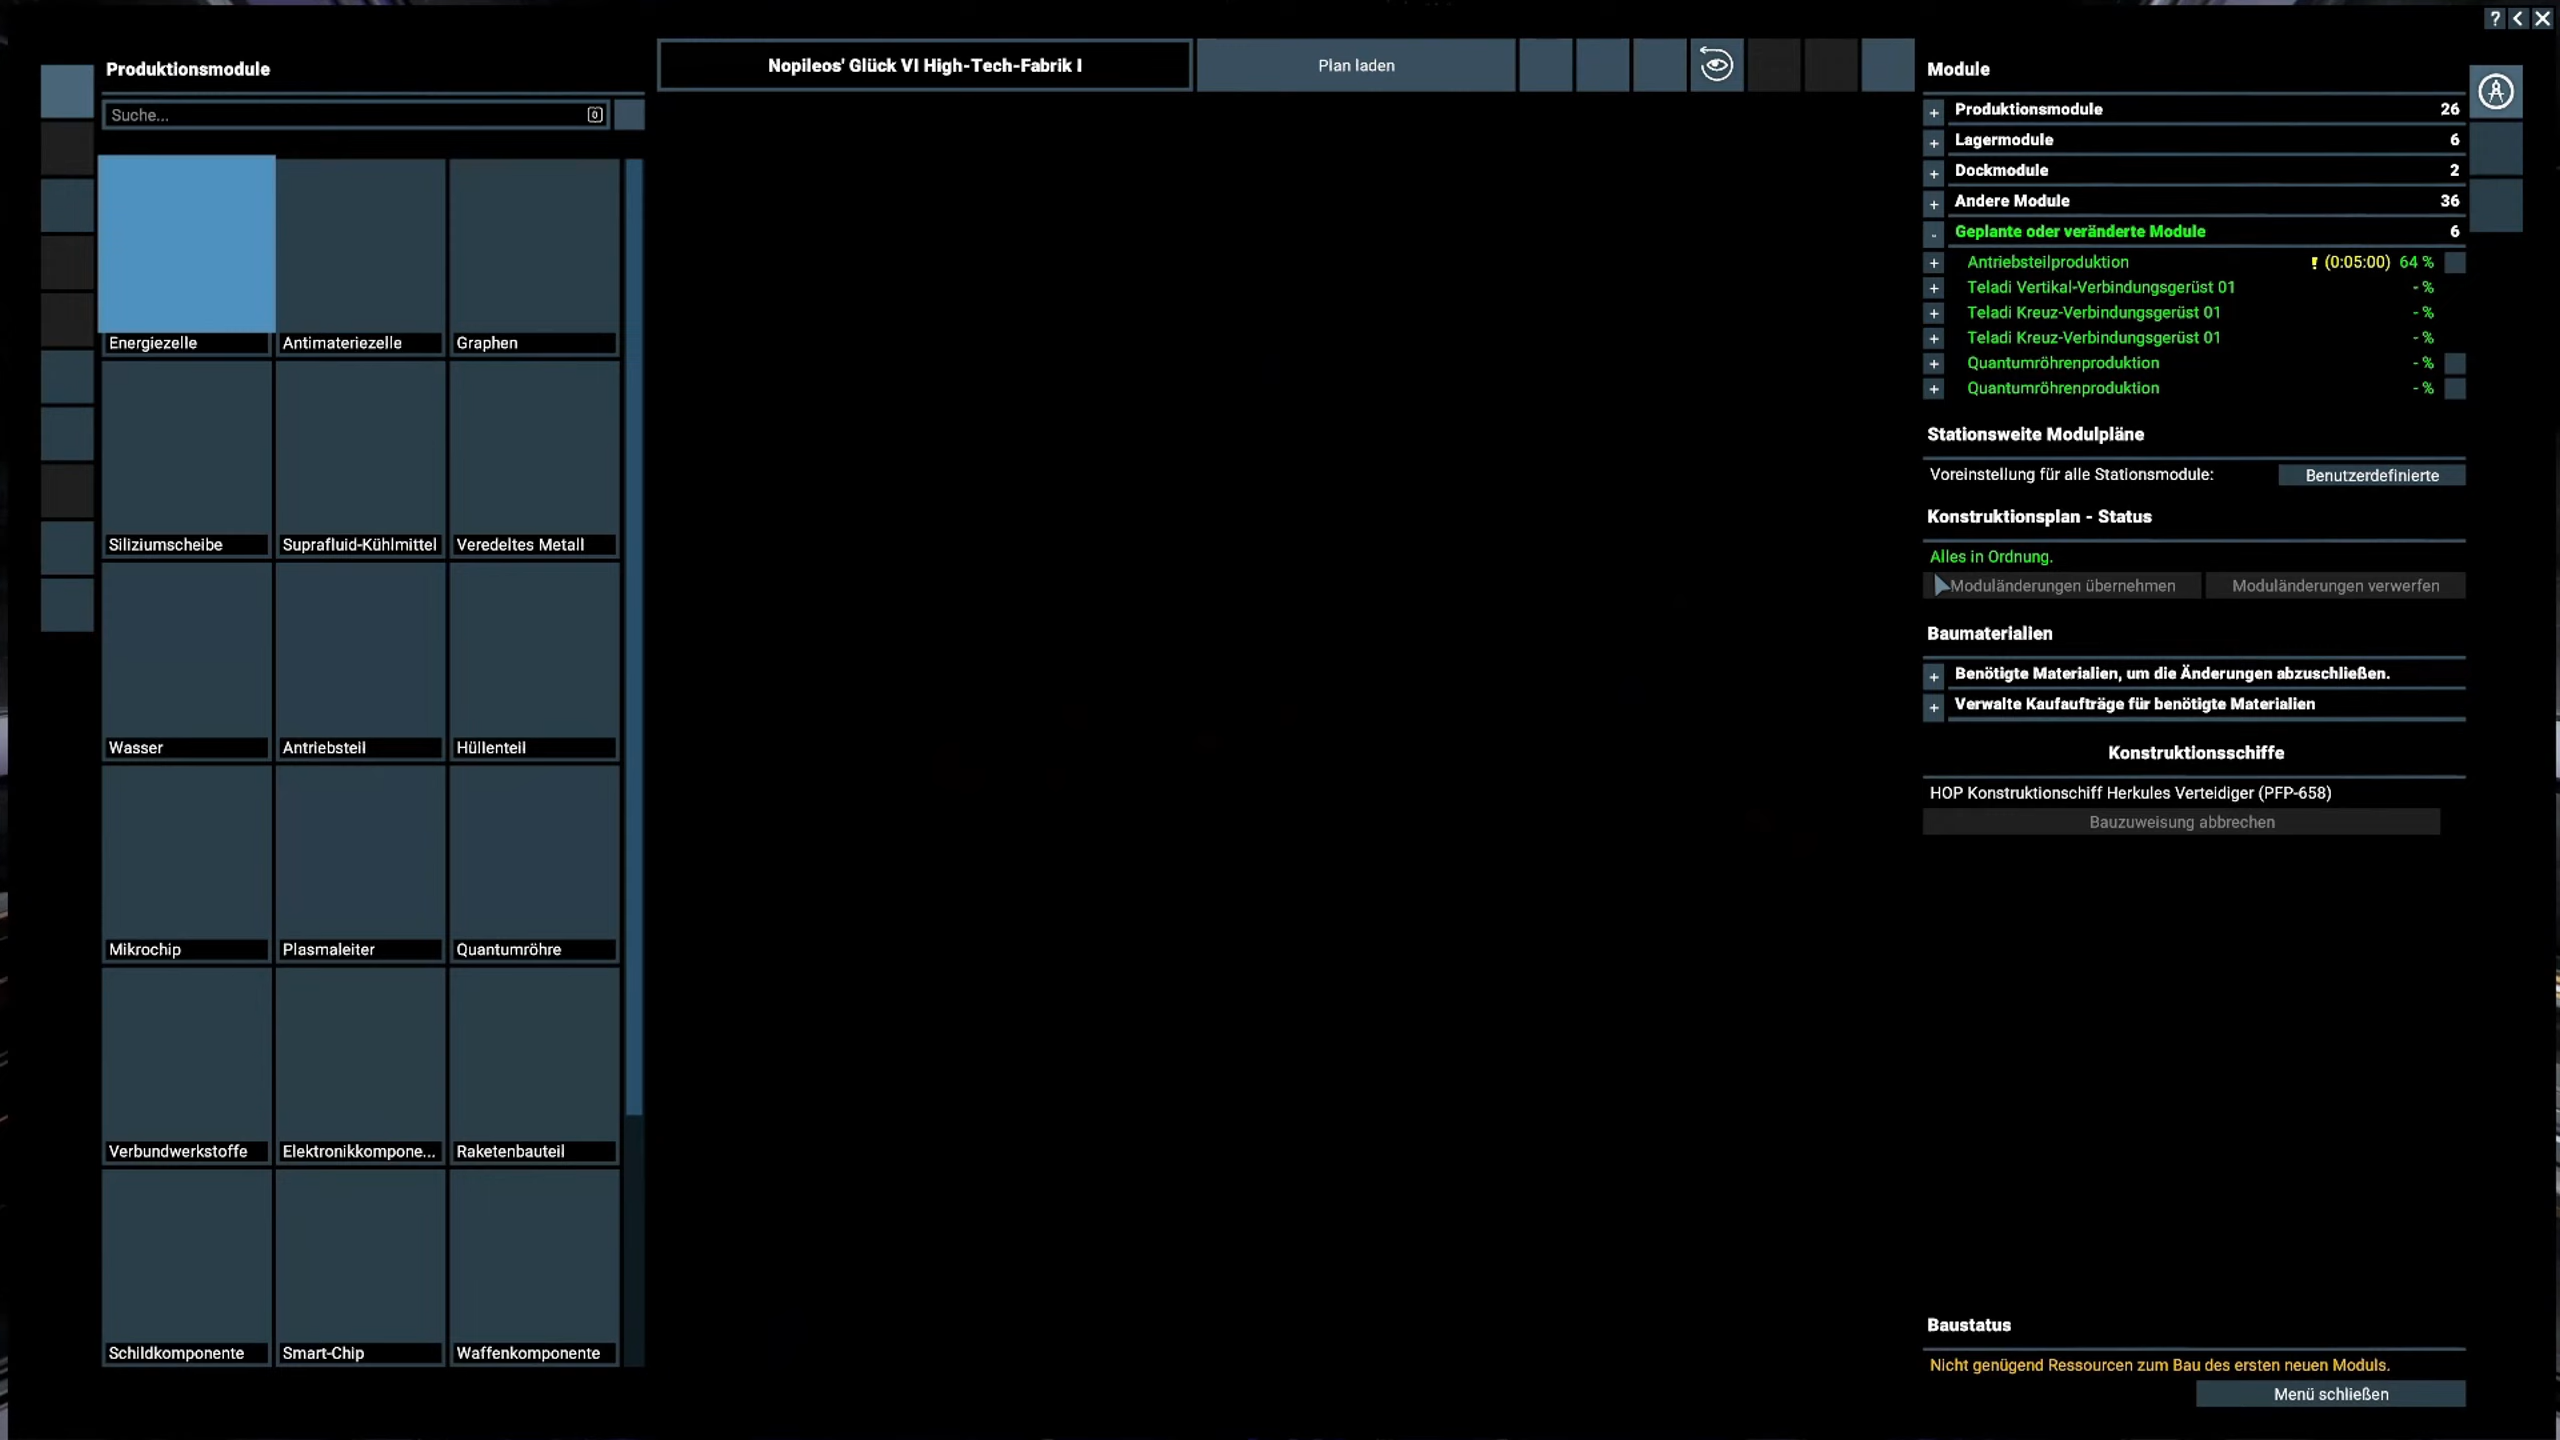 ? < X
Produktionsmodule
Suche...
Nopileos' Glück VI High-Tech-Fabrik I
Plan laden
Energiezelle
Antimateriezelle
Graphen
Siliziumscheibe
Suprafluid-Kühlmittel
Veredeltes Metall
Wasser
Antriebsteil
Hüllenteil
Mikrochip
Plasmaleiter
Quantumröhre
Verbundwerkstoffe
Elektronikkompone...
Raketenbauteil
Schildkomponente
Smart-Chip
Waffenkomponente
Module
+ Produktionsmodule 26
+ Lagermodule 6
+ Dockmodule 2
+ Andere Module 36
- Geplante oder veränderte Module 6
+ Antriebsteilproduktion ! (0:05:00) 64 %
+ Teladi Vertikal-Verbindungsgerüst 01 - %
+ Teladi Kreuz-Verbindungsgerüst 01 - %
+ Teladi Kreuz-Verbindungsgerüst 01 - %
+ Quantumröhrenproduktion - %
+ Quantumröhrenproduktion - %
Stationsweite Modulpläne
Voreinstellung für alle Stationsmodule: Benutzerdefinierte
Konstruktionsplan - Status
Alles in Ordnung.
Moduländerungen übernehmen Moduländerungen verwerfen
Baumaterialien
+ Benötigte Materialien, um die Änderungen abzuschließen.
+ Verwalte Kaufaufträge für benötigte Materialien
Konstruktionsschiffe
HOP Konstruktionschiff Herkules Verteidiger (PFP-658)
Bauzuweisung abbrechen
Baustatus
Nicht genügend Ressourcen zum Bau des ersten neuen Moduls.
Menü schließen